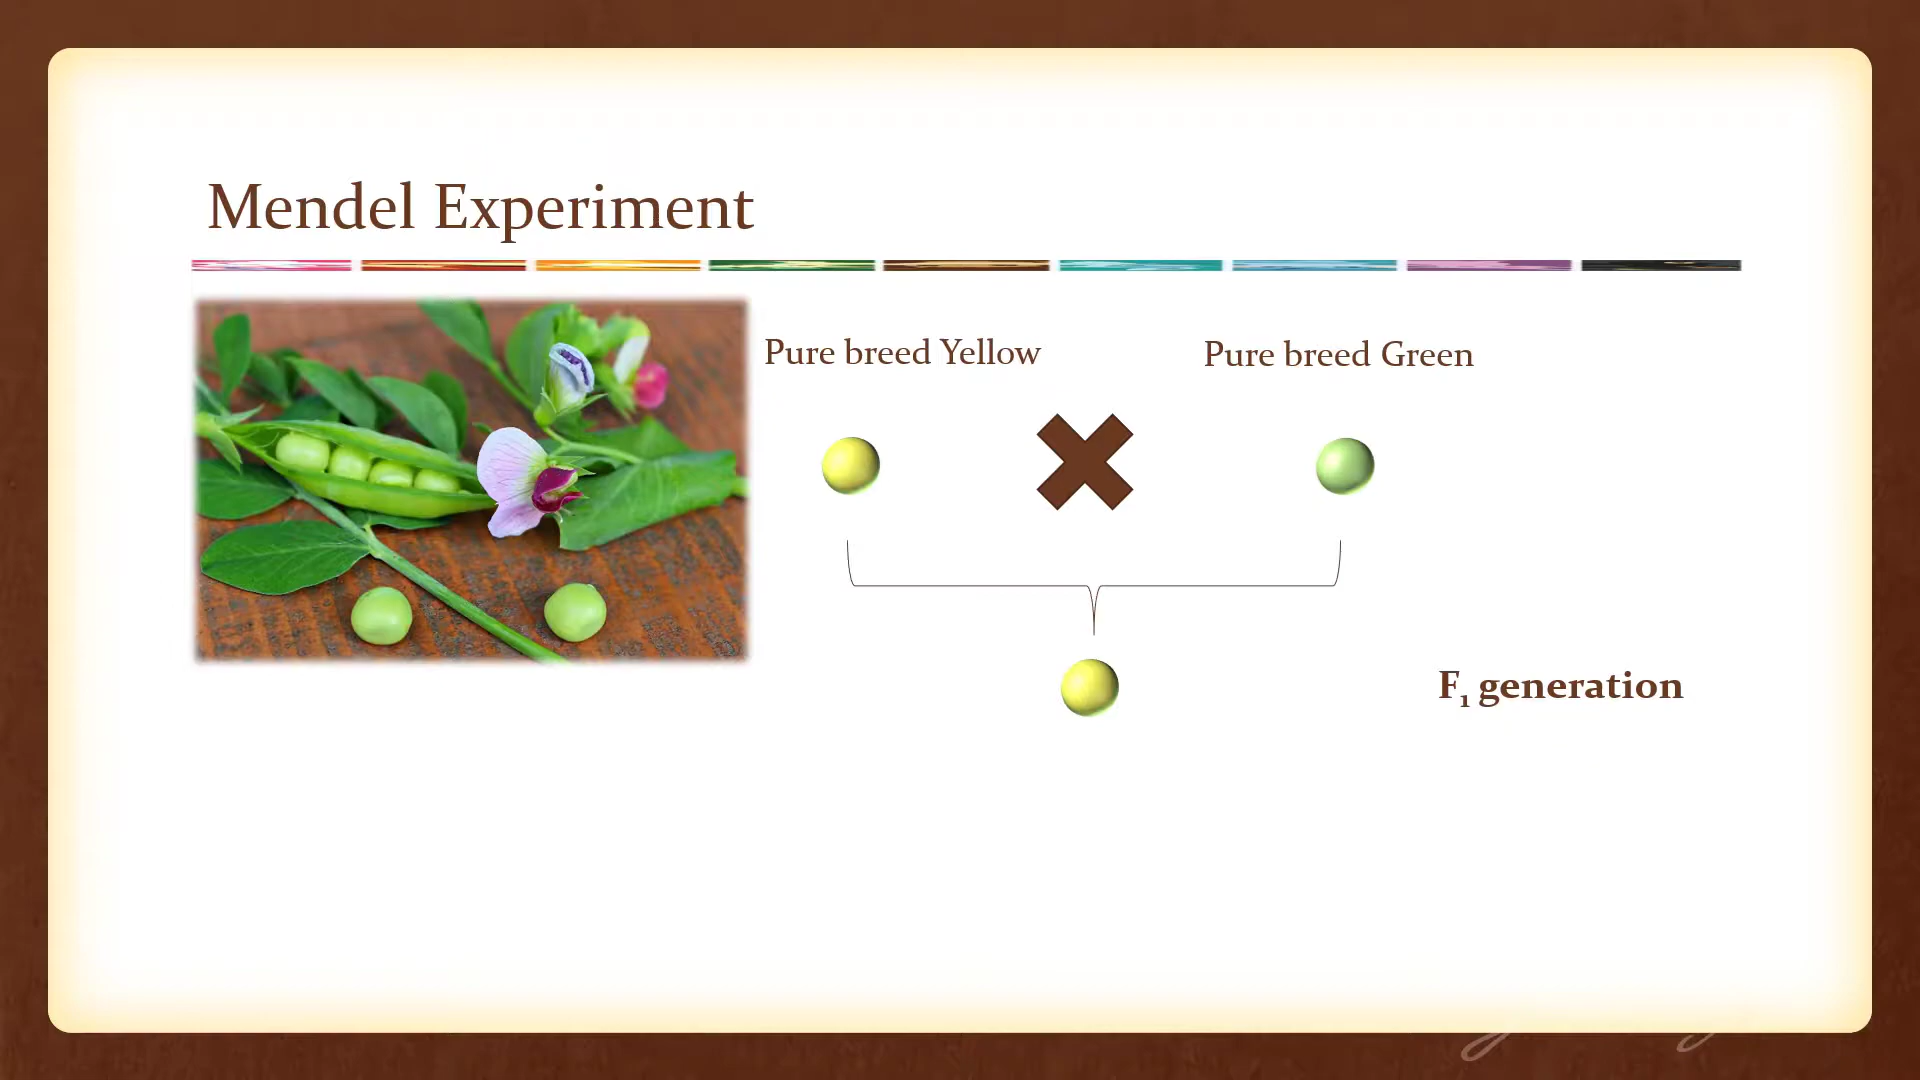 Mendel Experiment
Pure breed Yellow
Pure breed Green
F₁ generation